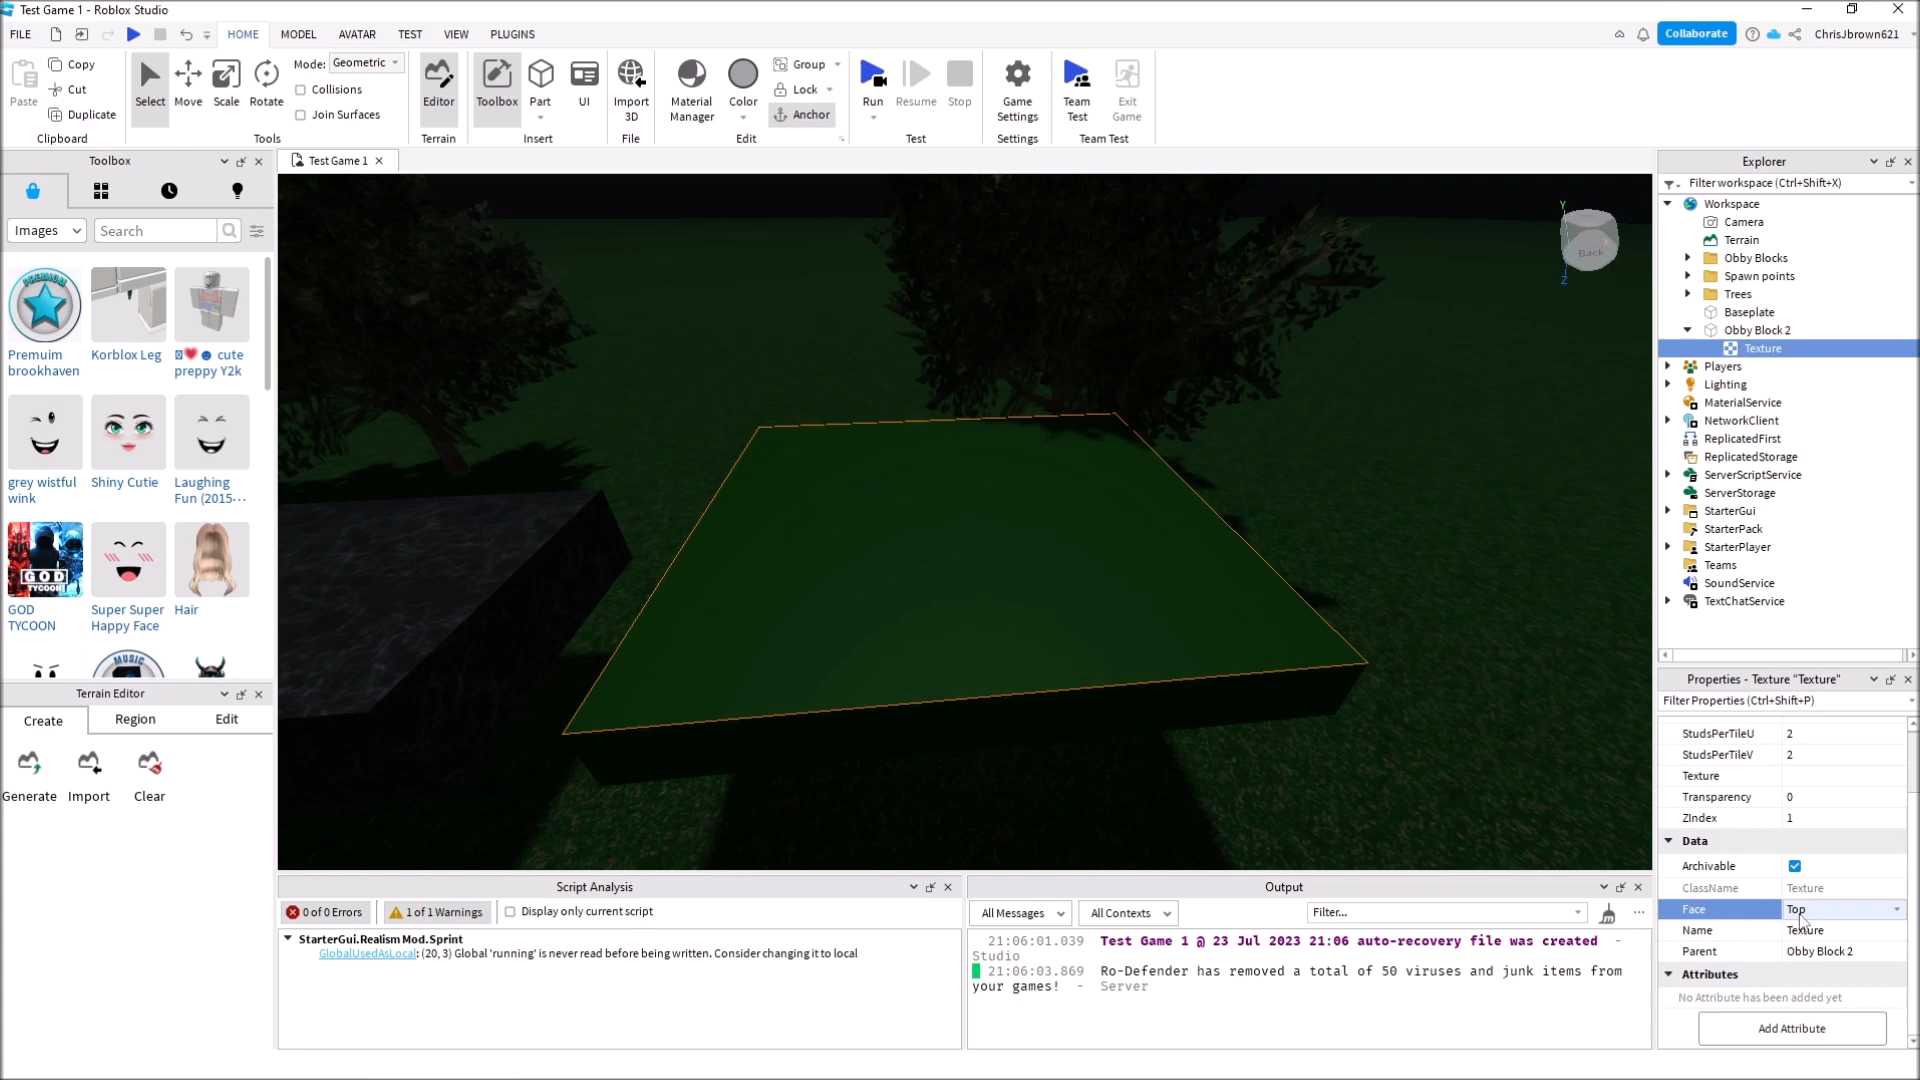 Test Game 1 - Roblox Studio
FILE HOME MODEL AVATAR TEST VIEW PLUGINS Collaborate ChrisJbrown621
Paste Copy Cut Duplicate Clipboard
Select Move Scale Rotate Mode: Geometric Collisions Join Surfaces Tools
Editor Terrain
Toolbox Part UI Insert
Import 3D File
Material Manager Color Group Lock Anchor Edit
Run Resume Stop Test
Game Settings Settings
Team Test Exit Game Team Test
Toolbox
Images Search
Premuim brookhaven
Korblox Leg
cute preppy Y2k
grey wistful wink
Shiny Cutie
Laughing Fun (2015-···
GOD TYCOON
GOD TYCOON
Super Super Happy Face
Hair
PREMIUM
MUSIC
Terrain Editor
Create Region Edit
Generate Import Clear
Test Game 1
Y
Back
Z
Script Analysis
0 of 0 Errors 1 of 1 Warnings Display only current script
StarterGui.Realism Mod.Sprint
GlobalUsedAsLocal: (20, 3) Global 'running' is never read before being written. Consider changing it to local
Output
All Messages All Contexts Filter... ···
21:06:01.039 Test Game 1 @ 23 Jul 2023 21:06 auto-recovery file was created -
Studio
21:06:03.869 Ro-Defender has removed a total of 50 viruses and junk items from
your games! - Server
Explorer
Filter workspace (Ctrl+Shift+X)
Workspace
Camera
Terrain
Obby Blocks
Spawn points
Trees
Baseplate
Obby Block 2
Texture
Players
Lighting
MaterialService
NetworkClient
ReplicatedFirst
ReplicatedStorage
ServerScriptService
ServerStorage
StarterGui
StarterPack
StarterPlayer
Teams
SoundService
TextChatService
Properties - Texture "Texture"
Filter Properties (Ctrl+Shift+P)
StudsPerTileU 2
StudsPerTileV 2
Texture
Transparency 0
ZIndex 1
Data
Archivable
ClassName Texture
Face Top
Name Texture
Parent Obby Block 2
Attributes
No Attribute has been added yet
Add Attribute